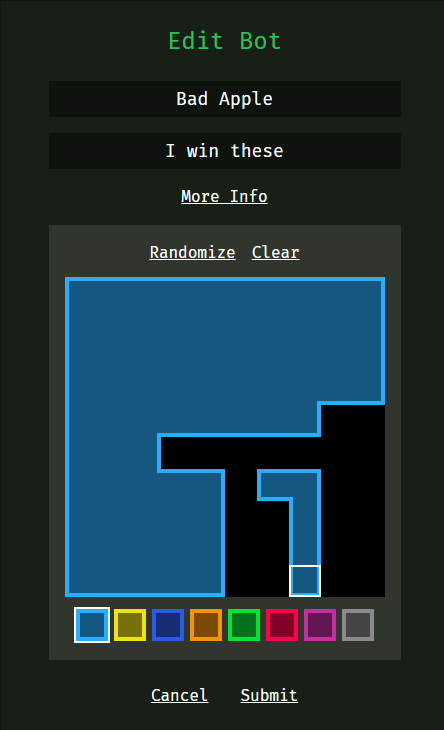 Edit Bot
Bad Apple
I win these
More Info
Randomize Clear
Cancel Submit